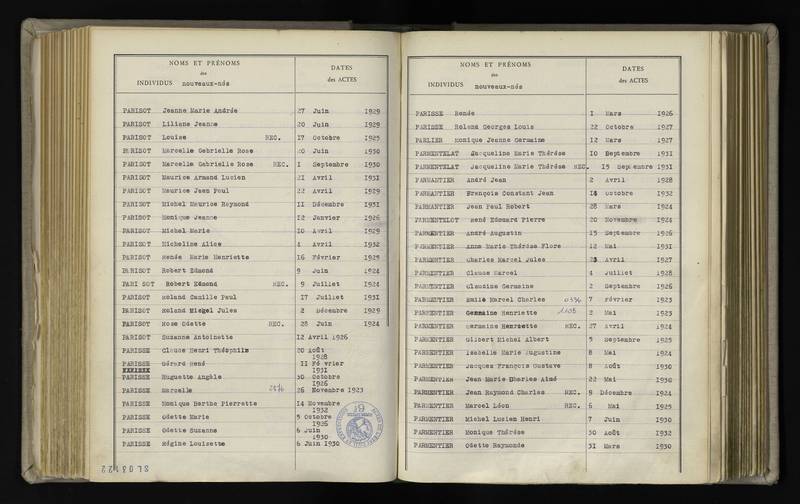 NOMS ET PRÉNOMS
des
INDIVIDUS nouveaux-nés
DATES
des ACTES
PARISOT Jeanne Marie Andrée 27 Juin 1929
PARISOT Liliane Jeanne 20 Juin 1929
PARISOT Louise REC. 17 Octobre 1925
PARISOT Marcelle Gabrielle Rose 20 Juin 1930
PARISOT Marcelle Gabrielle Rose REC. I Septembre 1930
PARISOT Maurice Armand Lucien 21 Avril 1931
PARISOT Maurice Jean Paul 22 Avril 1929
PARISOT Michel Maurice Raymond II Décembre 1931
PARISOT Monique Jeanne 12 Janvier 1926
PARISOT Michel Marie 10 Avril 1929
PARISOT Micheline Alice 4 Avril 1932
PARISOT Renée Marie Henriette 16 Février 1925
PARISOT Robert Edmond 9 Juin 1924
PARI SOT Robert Edmond REC. 9 Juillet 1924
PARISOT Roland Camille Paul 17 Juillet 1931
PARISOT Roland Michel Jules 2 Décembre 1929
PARISOT Rose Odette REC. 28 Juin 1924
PARISOT Suzanne Antoinette 12 Avril 1926
PARISSE Claude Henri Théophile 20 Août
1928
PARISSE Gérard René II Février
1931
PARISSE Huguette Angèle 30 Octobre
1926
PARISSE Marcelle 26 Novembre 1923
PARISSE Monique Berthe Pierrette 14 Novembre
1932
PARISSE Odette Marie 5 Octobre
1926
PARISSE Odette Suzanne 6 Juin
1930
PARISSE Régine Louisette 6 Juin 1930
NOMS ET PRÉNOMS
des
INDIVIDUS nouveaux-nés
DATES
des ACTES
PARISSE Renée I Mars 1926
PARISSE Roland Georges Louis 22 Octobre 1927
PARLIER Monique Jeanne Germaine 12 Mars 1927
PARMENTELAT Jacqueline Marie Thérèse 10 Septembre 1931
PARMENTELAT Jacqueline Marie Thérèse REC. 15 Septembre 1931
PARMANTIER André Jean 2 Avril 1928
PARMANTIER François Constant Jean Octobre 1932
PARMANTIER Jean Paul Robert 28 Mars 1924
PARMENTELOT René Edouard Pierre 20 Novembre 1924
PARMENTIER André Augustin 15 Septembre 1926
PARMENTIER Anne Marie Thérèse Flore 12 Mai 1931
PARMENTIER Charles Marcel Jules Avril 1927
PARMENTIER Claude Marcel 4 Juillet 1928
PARMENTIER Claudine Germaine 2 Septembre 1926
PARMENTIER Emile Marcel Charles 7 Février 1923
PARMENTIER Germaine Henriette 2 Mai 1923
PARMENTIER Germaine Henriette REC. 27 Avril 1924
PARMENTIER Gilbert Michel Albert 5 Septembre 1925
PARMENTIER Isabelle Marie Augustine 8 Mai 1924
PARMENTIER Jacques François Gustave 8 Août 1930
PARMENTIER Jean Marie Charles Aimé 22 Mai 1930
PARMENTIER Jean Raymond Charles REC. 9 Décembre 1924
PARMENTIER Marcel Léon REC. 6 Mai 1925
PARMENTIER Michel Lucien Henri 7 Juin 1930
PARMENTIER Monique Thérèse 30 Août 1932
PARMENTIER Odette Raymonde 31 Mars 1930